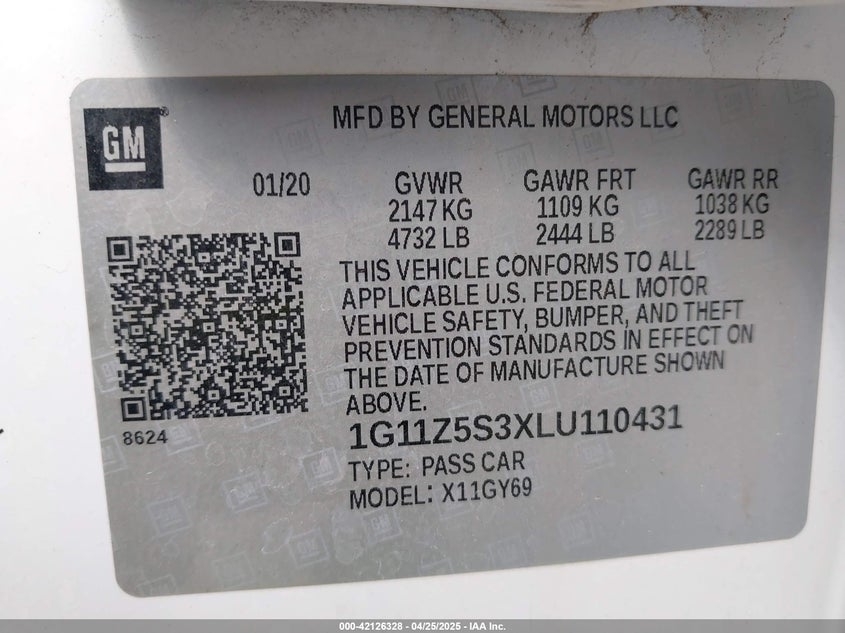 GM
MFD BY GENERAL MOTORS LLC
01/20
GVWR GAWR FRT GAWR RR
2147 KG 1109 KG 1038 KG
4732 LB 2444 LB 2289 LB
THIS VEHICLE CONFORMS TO ALL
APPLICABLE U.S. FEDERAL MOTOR
VEHICLE SAFETY, BUMPER, AND THEFT
PREVENTION STANDARDS IN EFFECT ON
THE DATE OF MANUFACTURE SHOWN
ABOVE.
8624
1G11Z5S3XLU110431
TYPE: PASS CAR
MODEL: X11GY69
000-42126328 - 04/25/2025 - IAA Inc.